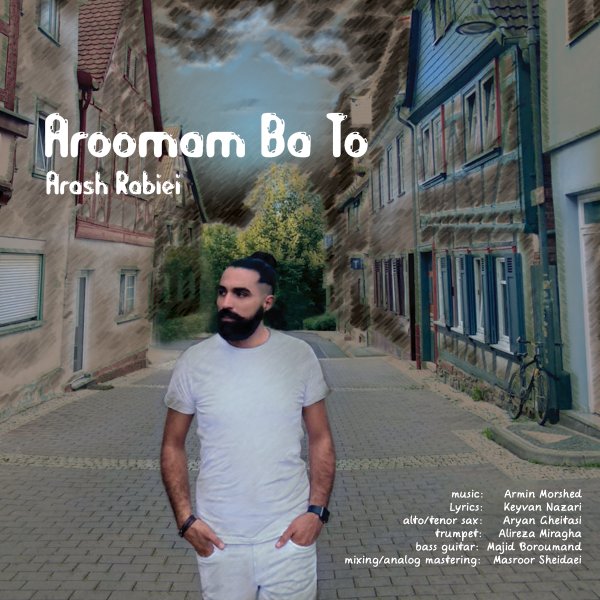 Aroomam Ba To
Arash Rabiei
music: Armin Morshed
Lyrics: Keyvan Nazari
alto/tenor sax: Aryan Gheitasi
trumpet: Alireza Miragha
bass guitar: Majid Boroumand
mixing/analog mastering: Masroor Sheidaei